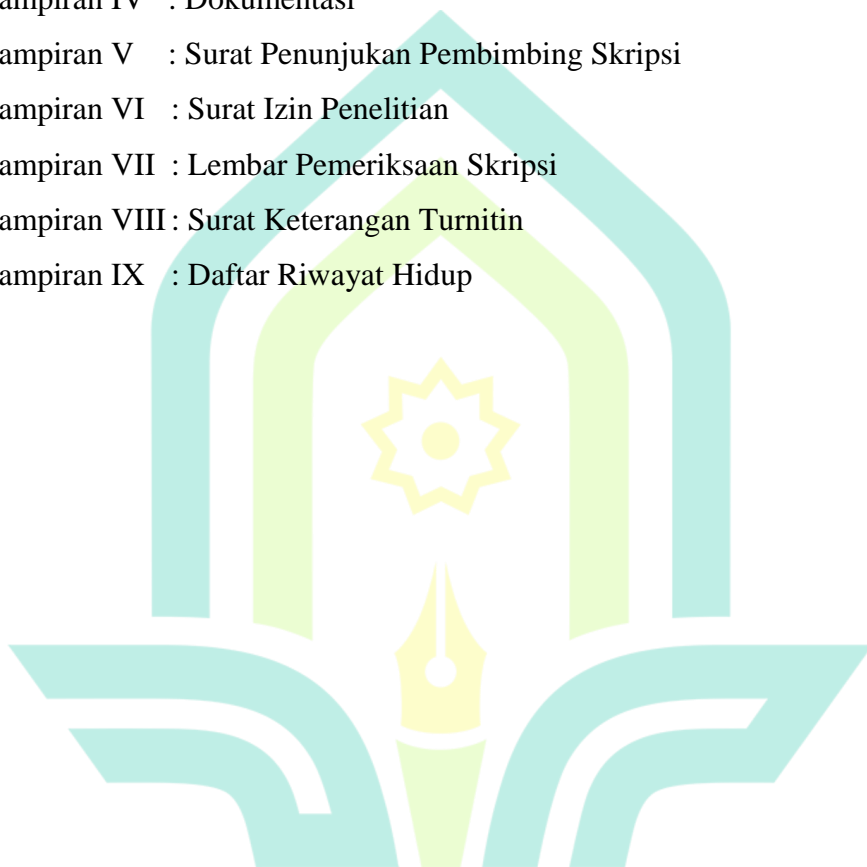 ampiran IV : Dokumentasi
ampiran V : Surat Penunjukan Pembimbing Skripsi
ampiran VI : Surat Izin Penelitian
ampiran VII : Lembar Pemeriksaan Skripsi
ampiran VIII : Surat Keterangan Turnitin
ampiran IX : Daftar Riwayat Hidup